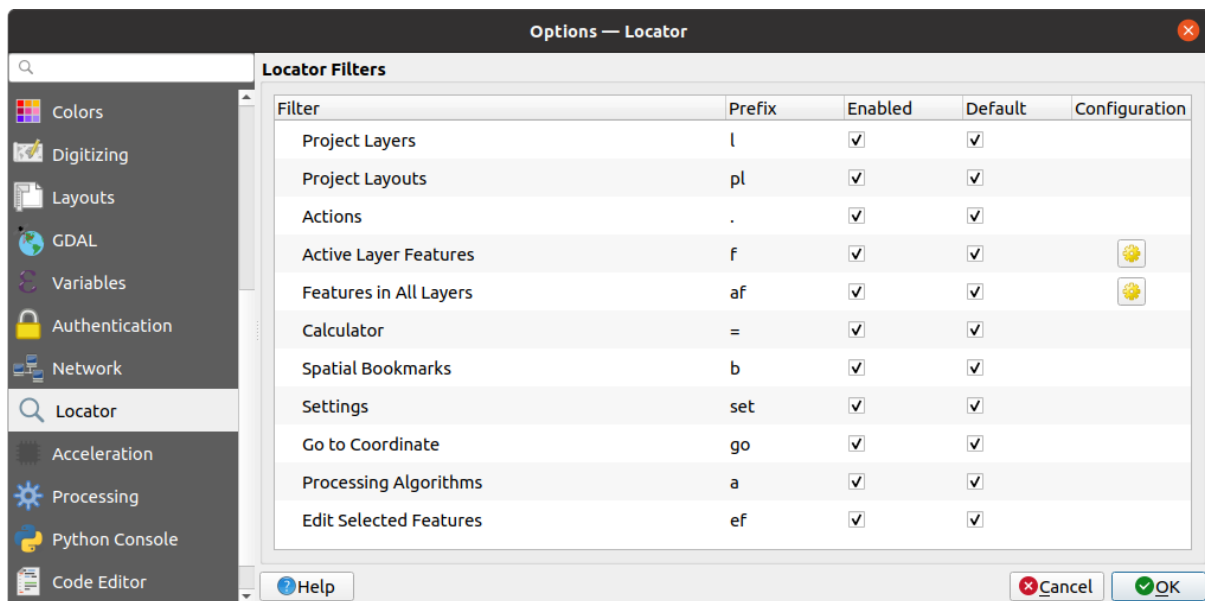 Options — Locator
Locator Filters
Colors
Digitizing
Layouts
GDAL
Variables
Authentication
Network
Locator
Acceleration
Processing
Python Console
Code Editor
Filter Prefix Enabled Default Configuration
Project Layers l
Project Layouts pl
Actions .
Active Layer Features f
Features in All Layers af
Calculator =
Spatial Bookmarks b
Settings set
Go to Coordinate go
Processing Algorithms a
Edit Selected Features ef
Help Cancel OK